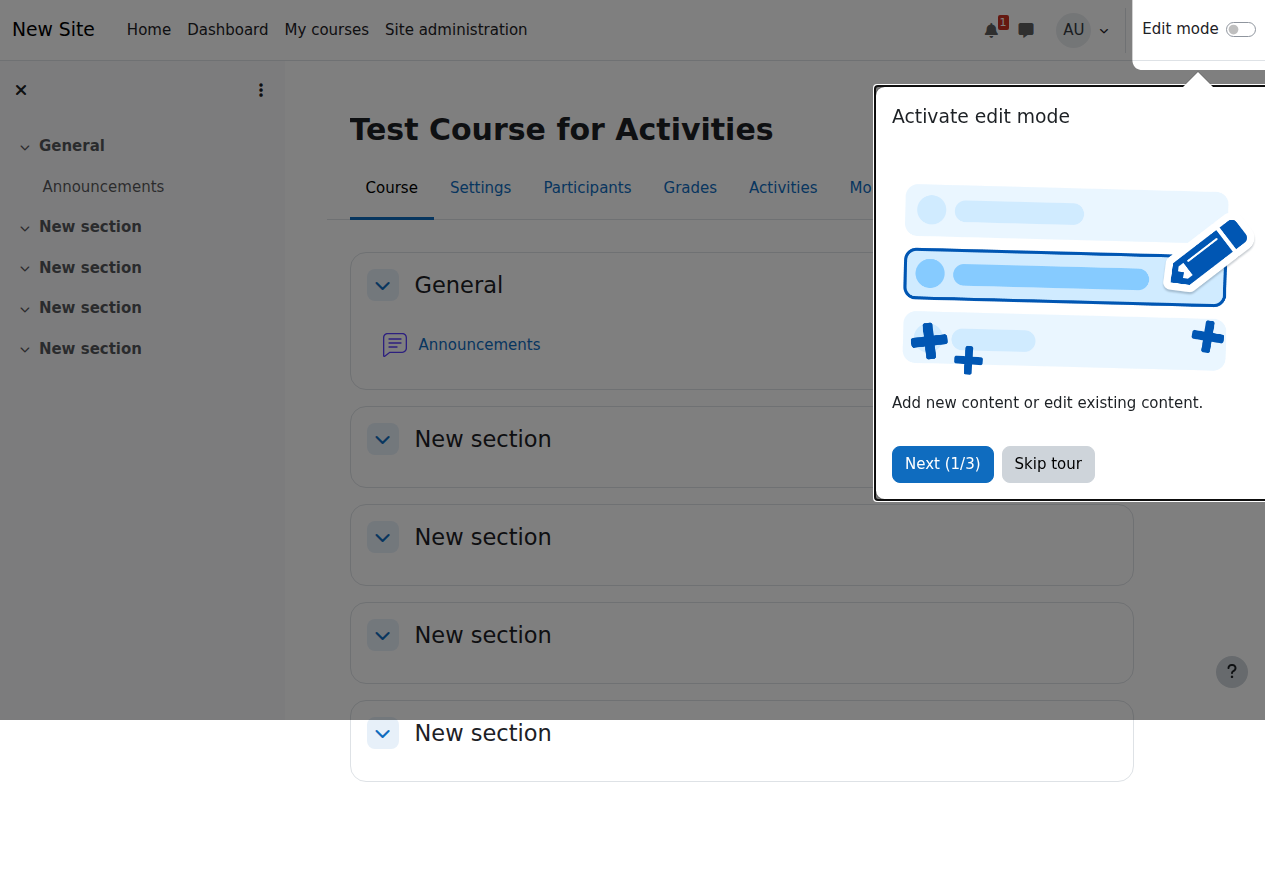 New Site Home Dashboard My courses Site administration 1 AU Edit mode
General
Announcements
New section
New section
New section
New section
Test Course for Activities
Course Settings Participants Grades Activities Mo
General
Announcements
New section
New section
New section
New section
Activate edit mode
Add new content or edit existing content.
Next (1/3) Skip tour
?